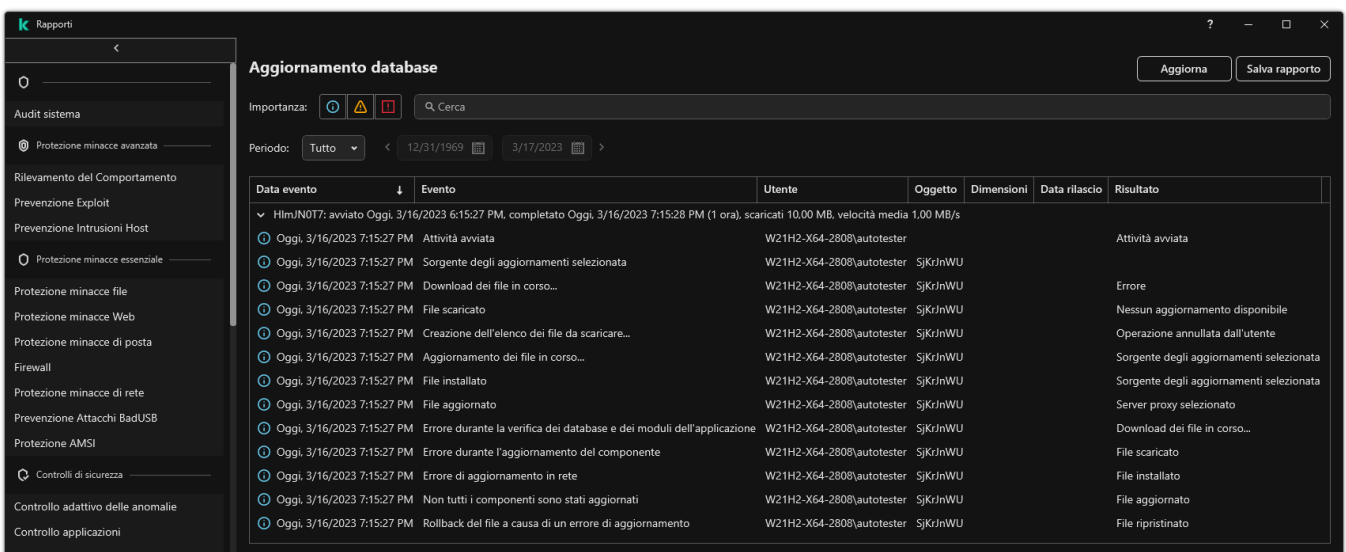 Rapporti
?
Audit sistema
Protezione minacce avanzata
Rilevamento del Comportamento
Prevenzione Exploit
Prevenzione Intrusioni Host
Protezione minacce essenziale
Protezione minacce file
Protezione minacce Web
Protezione minacce di posta
Firewall
Protezione minacce di rete
Prevenzione Attacchi BadUSB
Protezione AMSI
Controlli di sicurezza
Controllo adattivo delle anomalie
Controllo applicazioni
Aggiornamento database
Aggiorna Salva rapporto
Importanza: Cerca
Periodo: Tutto 12/31/1969 3/17/2023
Data evento Evento Utente Oggetto Dimensioni Data rilascio Risultato
HImJN0T7: avviato Oggi, 3/16/2023 6:15:27 PM, completato Oggi, 3/16/2023 7:15:28 PM (1 ora), scaricati 10,00 MB, velocità media 1,00 MB/s
Oggi, 3/16/2023 7:15:27 PM Attività avviata W21H2-X64-2808\autotester Attività avviata
Oggi, 3/16/2023 7:15:27 PM Sorgente degli aggiornamenti selezionata W21H2-X64-2808\autotester SjKrJnWU
Oggi, 3/16/2023 7:15:27 PM Download dei file in corso... W21H2-X64-2808\autotester SjKrJnWU Errore
Oggi, 3/16/2023 7:15:27 PM File scaricato W21H2-X64-2808\autotester SjKrJnWU Nessun aggiornamento disponibile
Oggi, 3/16/2023 7:15:27 PM Creazione dell'elenco dei file da scaricare... W21H2-X64-2808\autotester SjKrJnWU Operazione annullata dall'utente
Oggi, 3/16/2023 7:15:27 PM Aggiornamento dei file in corso... W21H2-X64-2808\autotester SjKrJnWU Sorgente degli aggiornamenti selezionata
Oggi, 3/16/2023 7:15:27 PM File installato W21H2-X64-2808\autotester SjKrJnWU Sorgente degli aggiornamenti selezionata
Oggi, 3/16/2023 7:15:27 PM File aggiornato W21H2-X64-2808\autotester SjKrJnWU Server proxy selezionato
Oggi, 3/16/2023 7:15:27 PM Errore durante la verifica dei database e dei moduli dell'applicazione W21H2-X64-2808\autotester SjKrJnWU Download dei file in corso...
Oggi, 3/16/2023 7:15:27 PM Errore durante l'aggiornamento del componente W21H2-X64-2808\autotester SjKrJnWU File scaricato
Oggi, 3/16/2023 7:15:27 PM Errore di aggiornamento in rete W21H2-X64-2808\autotester SjKrJnWU File installato
Oggi, 3/16/2023 7:15:27 PM Non tutti i componenti sono stati aggiornati W21H2-X64-2808\autotester SjKrJnWU File aggiornato
Oggi, 3/16/2023 7:15:27 PM Rollback del file a causa di un errore di aggiornamento W21H2-X64-2808\autotester SjKrJnWU File ripristinato